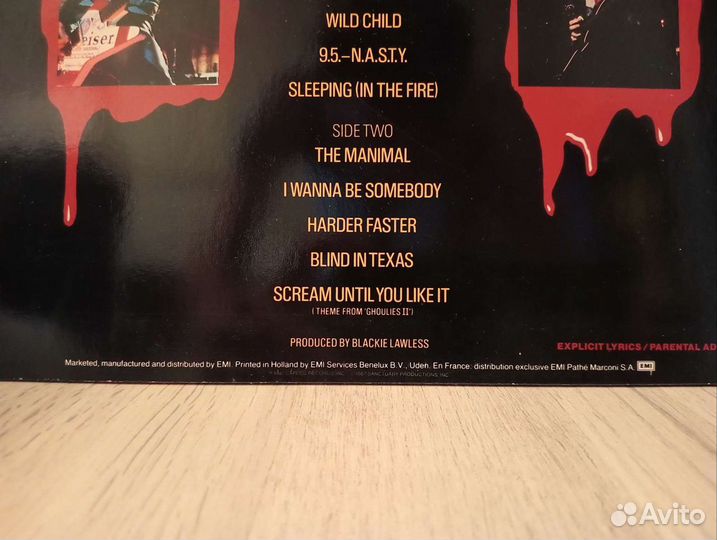 eiser
WILD CHILD
9.5.–N.A.S.T.Y.
SLEEPING (IN THE FIRE)
SIDE TWO
THE MANIMAL
I WANNA BE SOMEBODY
HARDER FASTER
BLIND IN TEXAS
SCREAM UNTIL YOU LIKE IT
(THEME FROM 'GHOULIES II')
PRODUCED BY BLACKIE LAWLESS
EXPLICIT LYRICS / PARENTAL AD
Marketed, manufactured and distributed by EMI. Printed in Holland by EMI Services Benelux B.V., Uden. En France: distribution exclusive EMI Pathé Marconi S.A. EMI
Avito